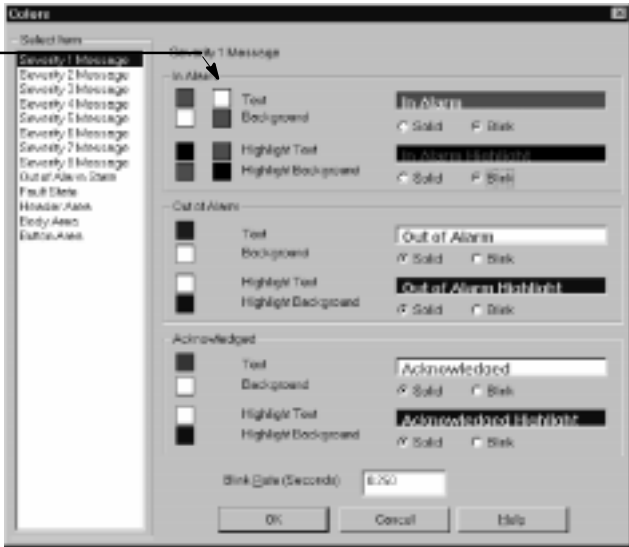 Colors
Select Item
Severity 1 Message
Severity 2 Message
Severity 3 Message
Severity 4 Message
Severity 5 Message
Severity 6 Message
Severity 7 Message
Severity 8 Message
Out of Alarm State
Fault State
Header Area
Body Area
Button Area
Severity 1 Message
In Alarm
Text
Background
In Alarm
Solid Blink
Highlight Text
Highlight Background
In Alarm Highlight
Solid Blink
Out of Alarm
Text
Background
Out of Alarm
Solid Blink
Highlight Text
Highlight Background
Out of Alarm Highlight
Solid Blink
Acknowledged
Text
Background
Acknowledged
Solid Blink
Highlight Text
Highlight Background
Acknowledged Highlight
Solid Blink
Blink Rate (Seconds) 0.250
OK Cancel Help